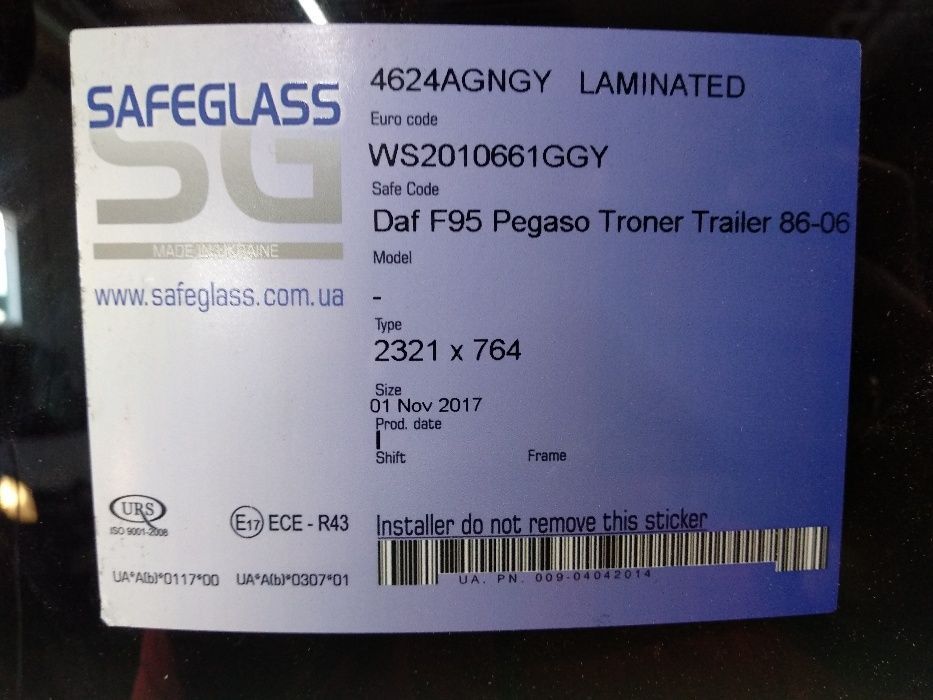 SAFEGLASS
SG
MADE IN UKRAINE
www.safeglass.com.ua
4624AGNGY LAMINATED
Euro code
WS2010661GGY
Safe Code
Daf F95 Pegaso Troner Trailer 86-06
Model
-
Type
2321 x 764
Size
01 Nov 2017
Prod. date
I
Shift Frame
URS
ISO 9001-2008
E17 ECE - R43
UA*A(b)*0117*00 UA*A(b)*0307*01
Installer do not remove this sticker
UA. PN. 009-04042014